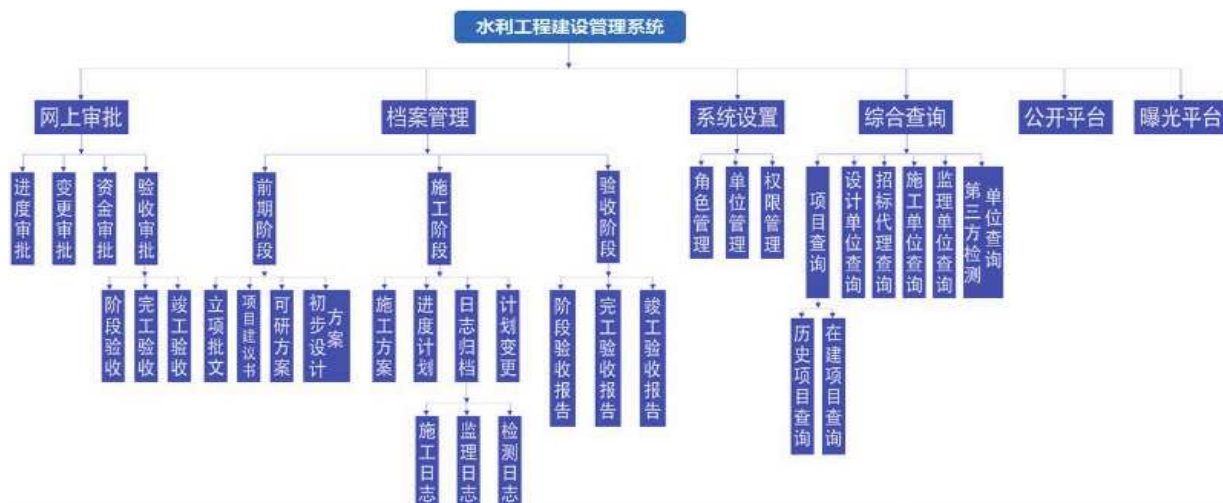 水利工程建设管理系统
网上审批
档案管理
系统设置
综合查询
公开平台
曝光平台
进度审批
变更审批
资金审批
验收审批
前期阶段
施工阶段
验收阶段
角色管理
单位管理
权限管理
项目查询
设计单位查询
招标代理查询
施工单位查询
监理单位查询
第三方检测
单位查询
阶段验收
完工验收
竣工验收
立项批文
项目建议书
可研方案
初步设计
方案
施工方案
进度计划
日志归档
计划变更
阶段验收报告
完工验收报告
竣工验收报告
历史项目查询
在建项目查询
施工日志
监理日志
检测日志